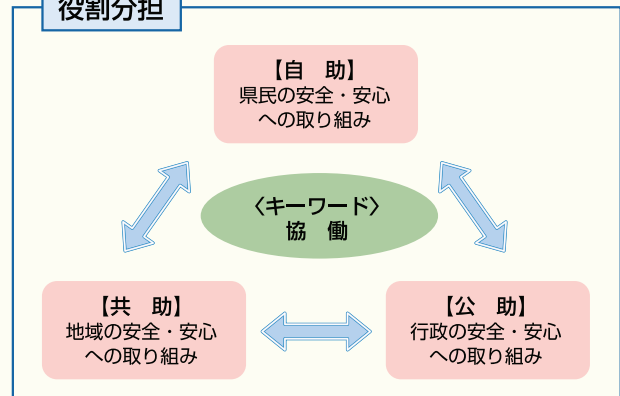 役割分担
【自　助】
県民の安全・安心
への取り組み
〈キーワード〉
協　働
【共　助】
地域の安全・安心
への取り組み
【公　助】
行政の安全・安心
への取り組み